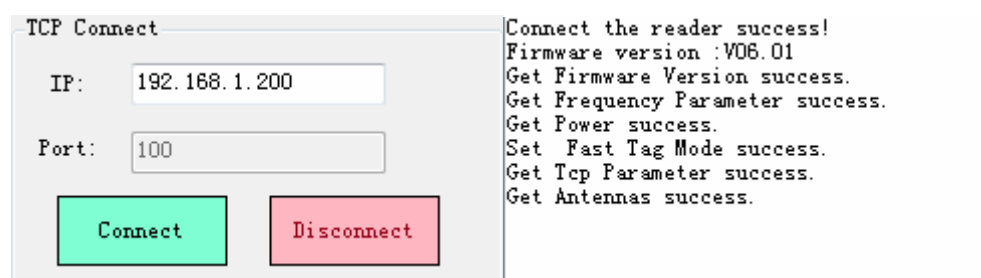 TCP Connect
IP:
192.168.1.200
Port:
100
Connect
Disconnect
Connect the reader success!
Firmware version :V06.01
Get Firmware Version success.
Get Frequency Parameter success.
Get Power success.
Set  Fast Tag Mode success.
Get Tcp Parameter success.
Get Antennas success.